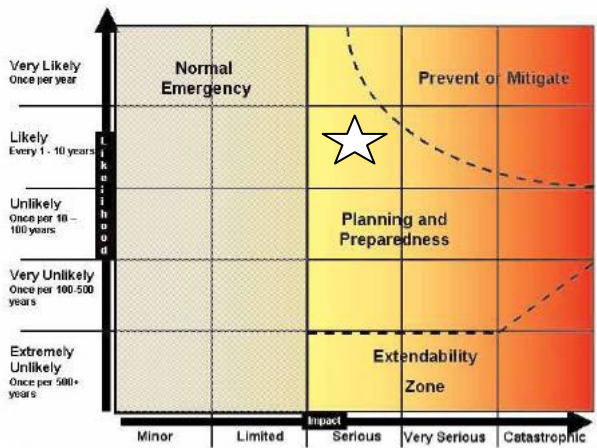 Very Likely
Once per year
Likely
Every 1 - 10 years
Unlikely
Once per 10 –
100 years
Very Unlikely
Once per 100-500
years
Extremely
Unlikely
Once per 500+
years
Likelihood
Normal
Emergency
Prevent or Mitigate
Planning and
Preparedness
Extendability
Zone
Impact
Minor
Limited
Serious
Very Serious
Catastrophic